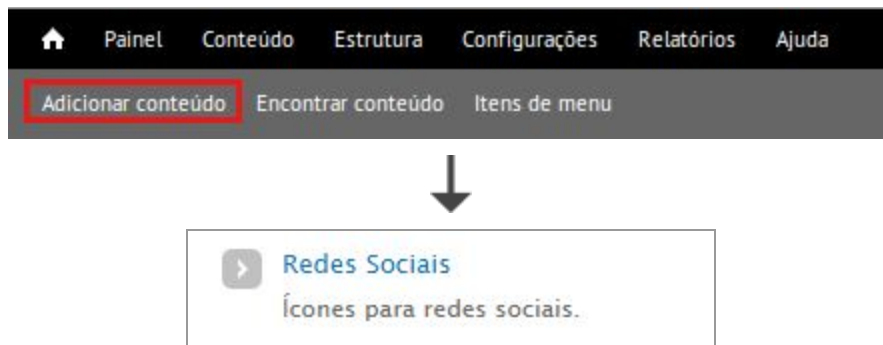 Painel Conteúdo Estrutura Configurações Relatórios Ajuda
Adicionar conteúdo Encontrar conteúdo Itens de menu
Redes Sociais
Ícones para redes sociais.